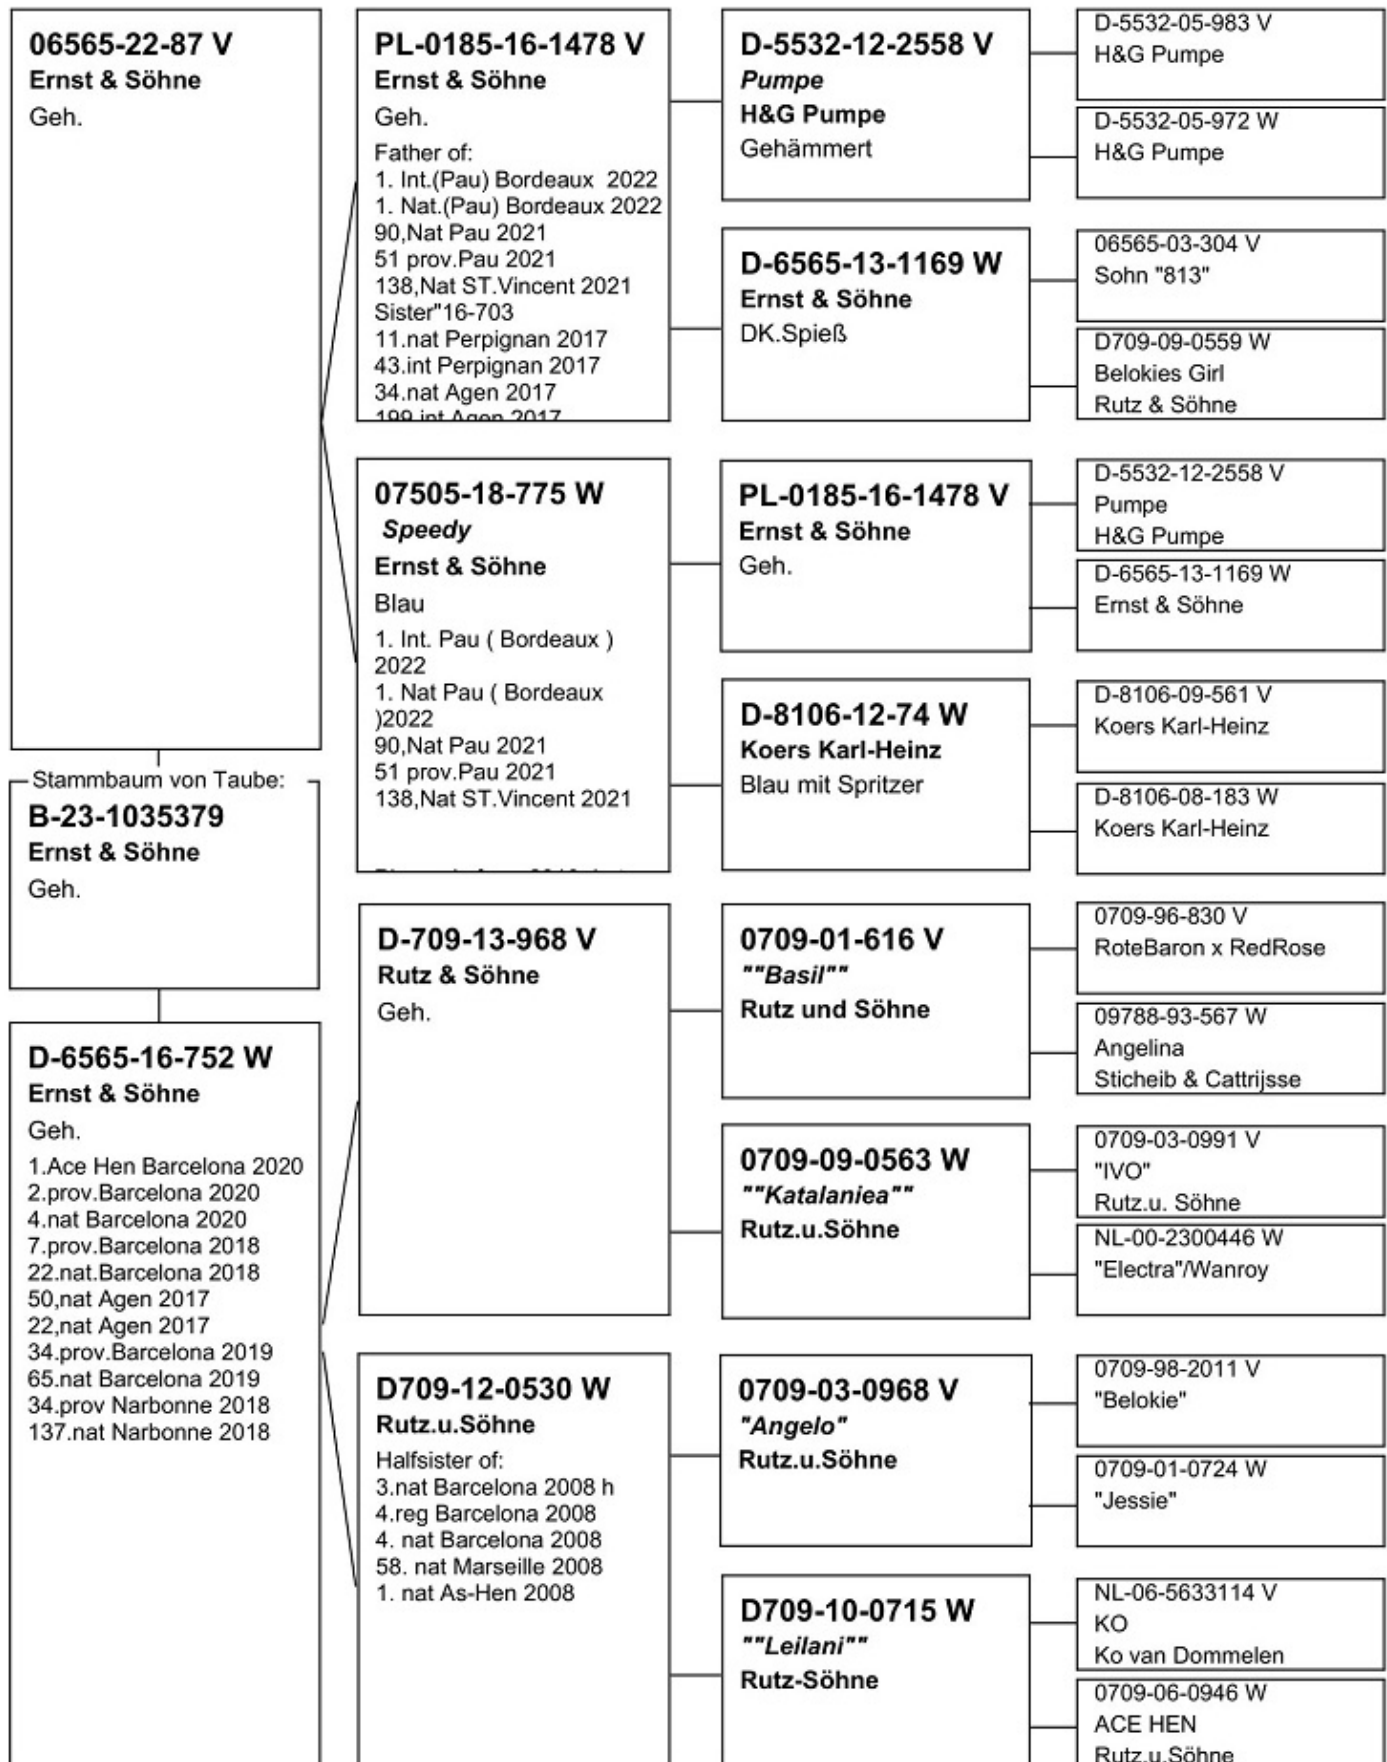 06565-22-87 V
Ernst & Söhne
Geh.
Stammbaum von Taube:
B-23-1035379
Ernst & Söhne
Geh.
D-6565-16-752 W
Ernst & Söhne
Geh.
1.Ace Hen Barcelona 2020
2.prov.Barcelona 2020
4.nat Barcelona 2020
7.prov.Barcelona 2018
22.nat.Barcelona 2018
50,nat Agen 2017
22,nat Agen 2017
34.prov.Barcelona 2019
65.nat Barcelona 2019
34.prov Narbonne 2018
137.nat Narbonne 2018
PL-0185-16-1478 V
Ernst & Söhne
Geh.
Father of:
1. Int.(Pau) Bordeaux 2022
1. Nat.(Pau) Bordeaux 2022
90,Nat Pau 2021
51 prov.Pau 2021
138,Nat ST.Vincent 2021
Sister"16-703
11.nat Perpignan 2017
43.int Perpignan 2017
34.nat Agen 2017
199 int Agen 2017
07505-18-775 W
Speedy
Ernst & Söhne
Blau
1. Int. Pau ( Bordeaux )
2022
1. Nat Pau ( Bordeaux
)2022
90,Nat Pau 2021
51 prov.Pau 2021
138,Nat ST.Vincent 2021
D-709-13-968 V
Rutz & Söhne
Geh.
D709-12-0530 W
Rutz.u.Söhne
Halfsister of:
3.nat Barcelona 2008 h
4.reg Barcelona 2008
4. nat Barcelona 2008
58. nat Marseille 2008
1. nat As-Hen 2008
D-5532-12-2558 V
Pumpe
H&G Pumpe
Gehämmert
D-6565-13-1169 W
Ernst & Söhne
DK.Spieß
PL-0185-16-1478 V
Ernst & Söhne
Geh.
D-8106-12-74 W
Koers Karl-Heinz
Blau mit Spritzer
0709-01-616 V
""Basil""
Rutz und Söhne
0709-09-0563 W
""Katalaniea""
Rutz.u.Söhne
0709-03-0968 V
"Angelo"
Rutz.u.Söhne
D709-10-0715 W
""Leilani""
Rutz-Söhne
D-5532-05-983 V
H&G Pumpe
D-5532-05-972 W
H&G Pumpe
06565-03-304 V
Sohn "813"
D709-09-0559 W
Belokies Girl
Rutz & Söhne
D-5532-12-2558 V
Pumpe
H&G Pumpe
D-6565-13-1169 W
Ernst & Söhne
D-8106-09-561 V
Koers Karl-Heinz
D-8106-08-183 W
Koers Karl-Heinz
0709-96-830 V
RoteBaron x RedRose
09788-93-567 W
Angelina
Sticheib & Cattrijsse
0709-03-0991 V
"IVO"
Rutz.u. Söhne
NL-00-2300446 W
"Electra"/Wanroy
0709-98-2011 V
"Belokie"
0709-01-0724 W
"Jessie"
NL-06-5633114 V
KO
Ko van Dommelen
0709-06-0946 W
ACE HEN
Rutz.u.Söhne